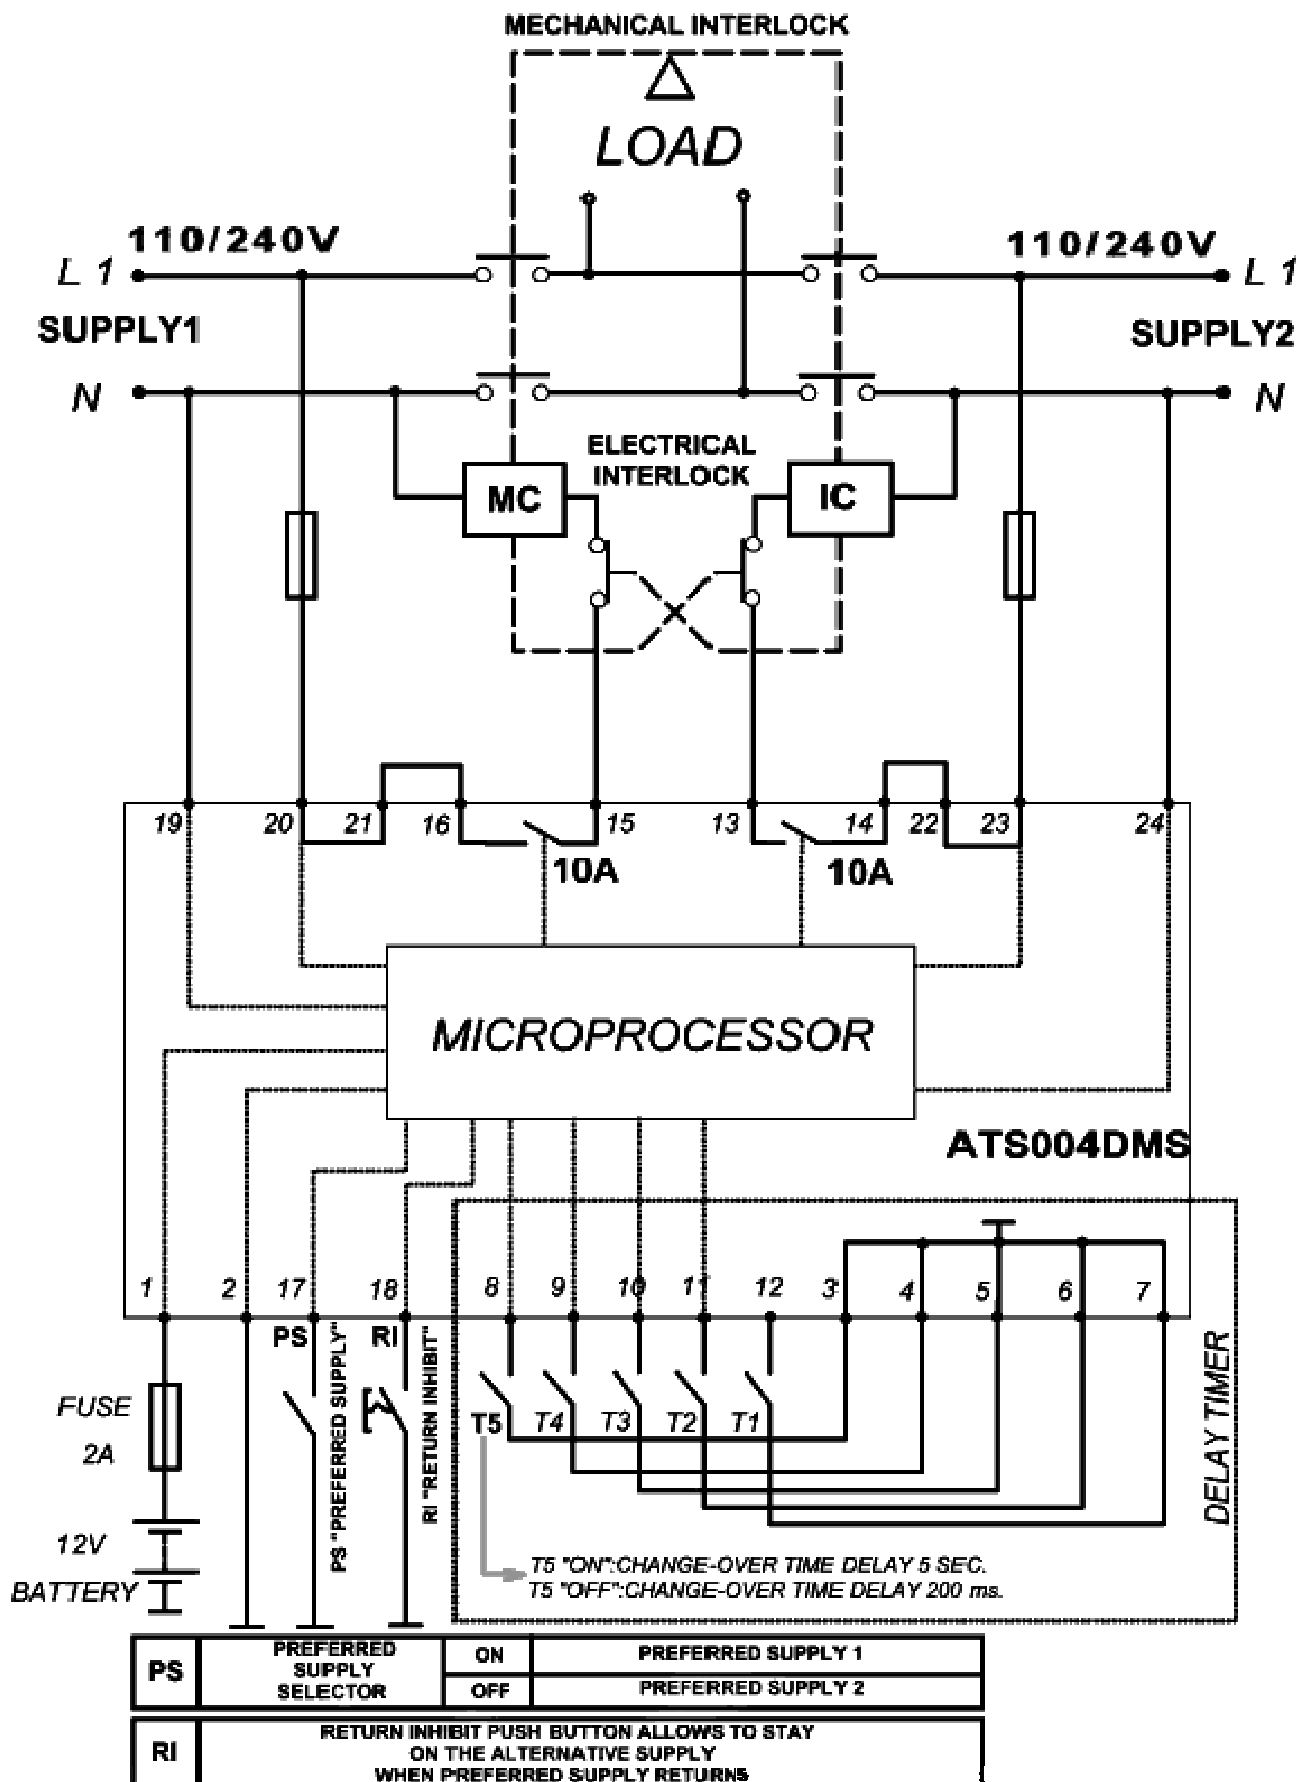 MECHANICAL INTERLOCK
LOAD
110/240V
110/240V
L 1
L 1
SUPPLY1
SUPPLY2
N
N
ELECTRICAL
INTERLOCK
MC
IC
19
20
21
16
15
13
14
22
23
24
10A
10A
MICROPROCESSOR
ATS004DMS
1
2
17
18
8
9
10
11
12
3
4
5
6
7
PS
RI
PS "PREFERRED SUPPLY"
RI "RETURN INHIBIT"
DELAY TIMER
FUSE
2A
T5
T4
T3
T2
T1
12V
BATTERY
T5 "ON":CHANGE-OVER TIME DELAY 5 SEC.
T5 "OFF":CHANGE-OVER TIME DELAY 200 ms.
PS
PREFERRED
SUPPLY
SELECTOR
ON
PREFERRED SUPPLY 1
OFF
PREFERRED SUPPLY 2
RI
RETURN INHIBIT PUSH BUTTON ALLOWS TO STAY
ON THE ALTERNATIVE SUPPLY
WHEN PREFERRED SUPPLY RETURNS